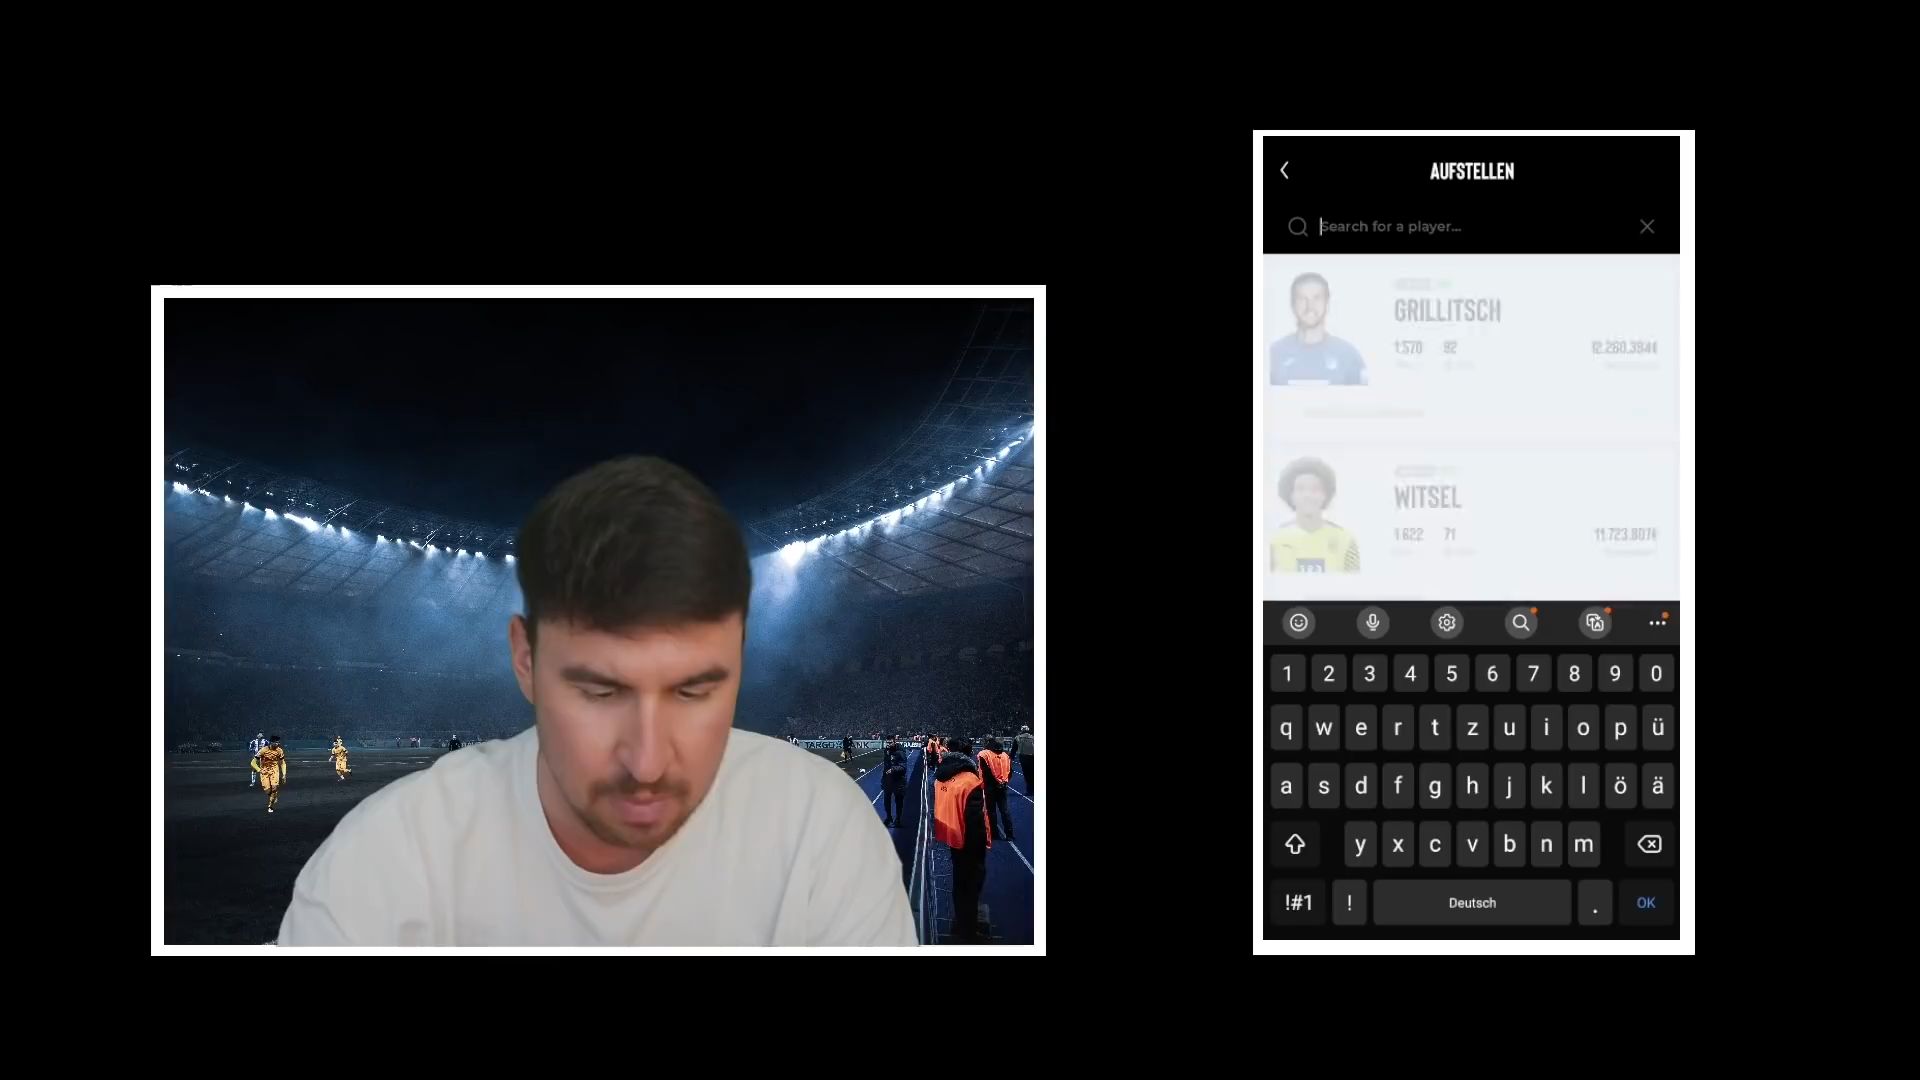 AUFSTELLEN
Search for a player...
GRILLITSCH
1.570 92 12.260.384€
WITSEL
1.622 71 11.723.807€
1 2 3 4 5 6 7 8 9 0
q w e r t z u i o p ü
a s d f g h j k l ö ä
y x c v b n m
!#1 ! Deutsch . OK